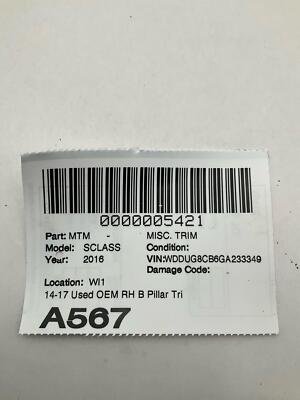 0000005421
Part: MTM - MISC. TRIM
Model: SCLASS Condition:
Year: 2016 VIN:WDDUG8CB6GA233349
Damage Code:
Location: WI1
14-17 Used OEM RH B Pillar Tri
A567